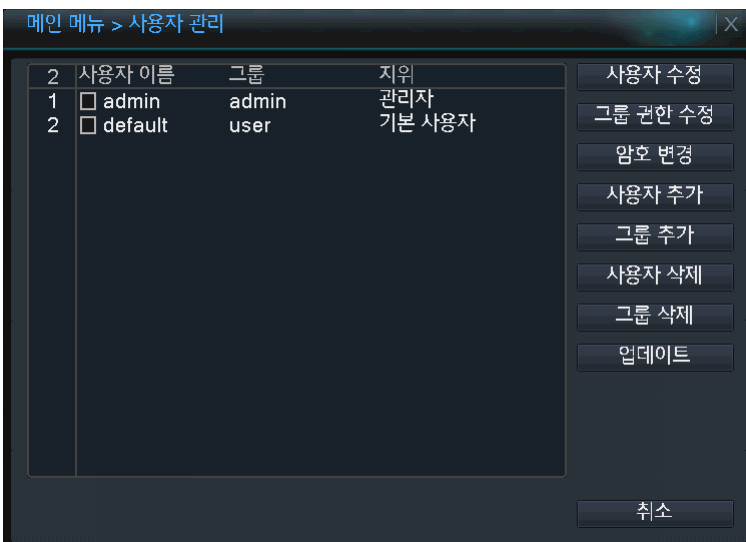 메인 메뉴 > 사용자 관리 X
2 사용자 이름 그룹 지위
1 admin admin 관리자
2 default user 기본 사용자
사용자 수정
그룹 권한 수정
암호 변경
사용자 추가
그룹 추가
사용자 삭제
그룹 삭제
업데이트
취소